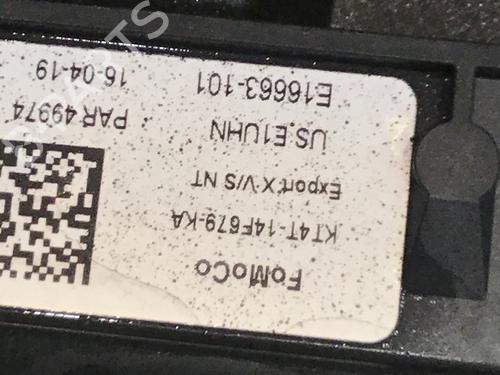 FoMoCo
KT4T-14F679-KA
Export:X.V/S NT
US.E1UHN PAR 49974
E16663-101 16-04-19